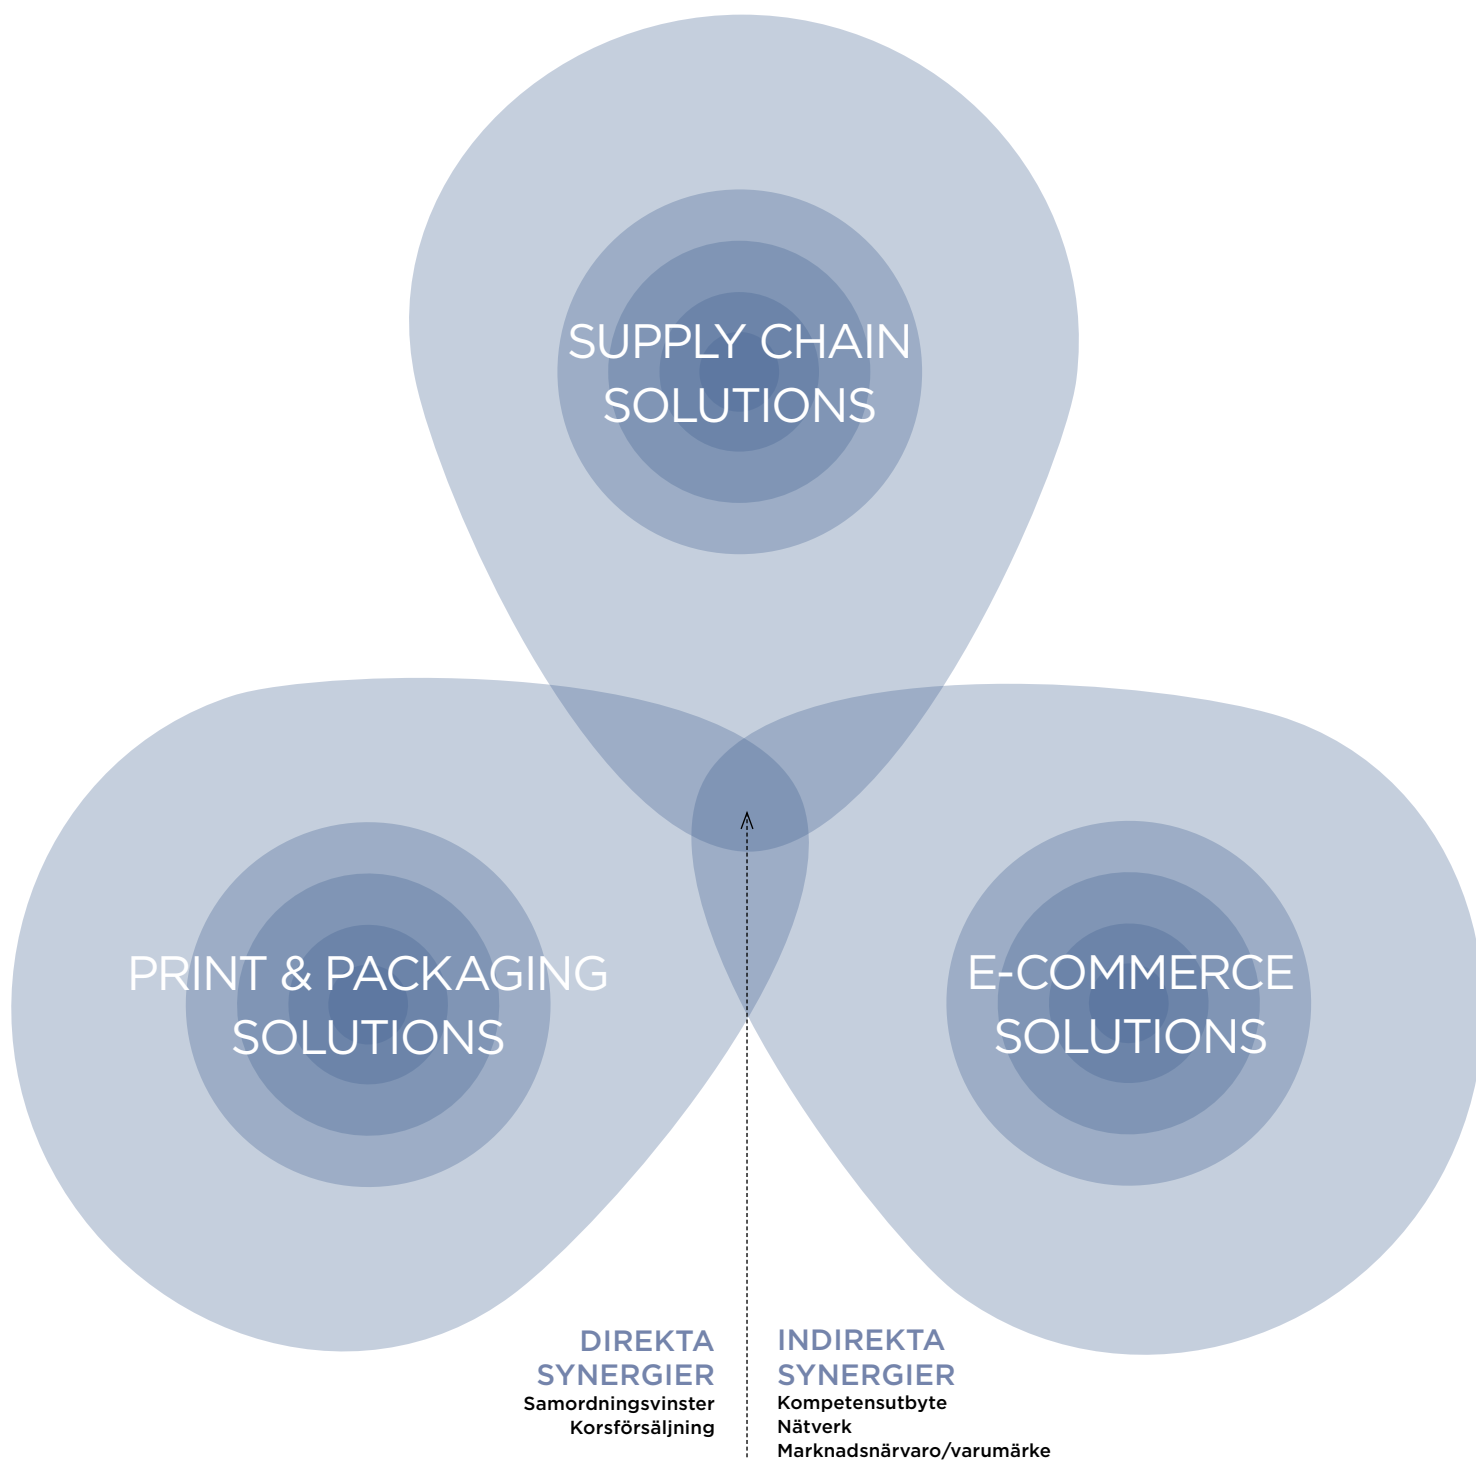 SUPPLY CHAIN
SOLUTIONS
PRINT & PACKAGING
SOLUTIONS
E-COMMERCE
SOLUTIONS
DIREKTA
SYNERGIER
Samordningsvinster
Korsförsäljning
INDIREKTA
SYNERGIER
Kompetensutbyte
Nätverk
Marknadsnärvaro/varumärke